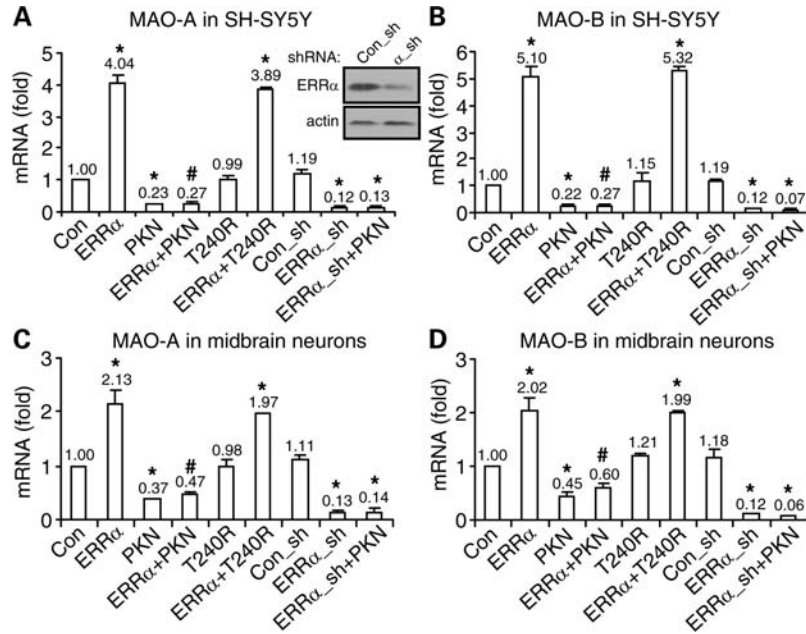 A MAO-A in SH-SY5Y
mRNA (fold)
5
4
3
2
1
0
1.00
*
4.04
*
0.23
#
0.27
0.99
*
3.89
1.19
*
0.12
*
0.13
Con
ERRα
PKN
ERRα+PKN
T240R
ERRα+T240R
Con_sh
ERRα_sh
ERRα_sh+PKN
shRNA: Con_sh α_sh
ERRα
actin
B MAO-B in SH-SY5Y
mRNA (fold)
6
5
4
3
2
1
0
1.00
*
5.10
*
0.22
#
0.27
1.15
*
5.32
1.19
*
0.12
*
0.07
Con
ERRα
PKN
ERRα+PKN
T240R
ERRα+T240R
Con_sh
ERRα_sh
ERRα_sh+PKN
C MAO-A in midbrain neurons
mRNA (fold)
3
2
1
0
1.00
*
2.13
*
0.37
#
0.47
0.98
*
1.97
1.11
*
0.13
*
0.14
Con
ERRα
PKN
ERRα+PKN
T240R
ERRα+T240R
Con_sh
ERRα_sh
ERRα_sh+PKN
D MAO-B in midbrain neurons
mRNA (fold)
3
2
1
0
1.00
*
2.02
*
0.45
#
0.60
1.21
*
1.99
1.18
*
0.12
*
0.06
Con
ERRα
PKN
ERRα+PKN
T240R
ERRα+T240R
Con_sh
ERRα_sh
ERRα_sh+PKN